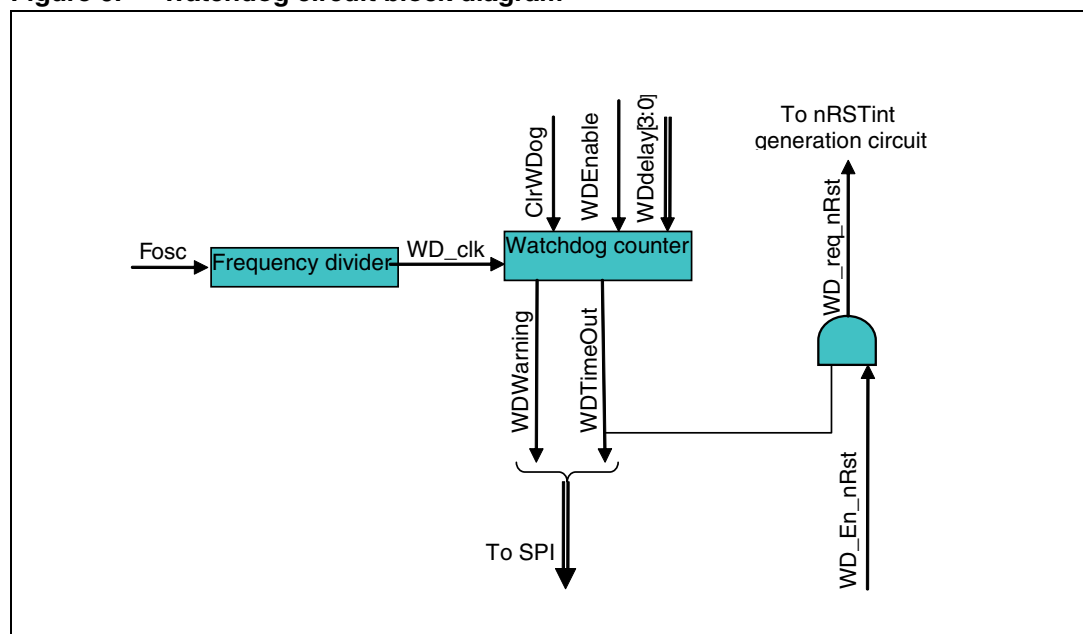 To nRSTint
generation circuit
ClrWDog
WDEnable
WDdelay[3:0]
WD_req_nRst
Fosc
Frequency divider
WD_clk
Watchdog counter
WDWarning
WDTimeOut
WD_En_nRst
To SPI